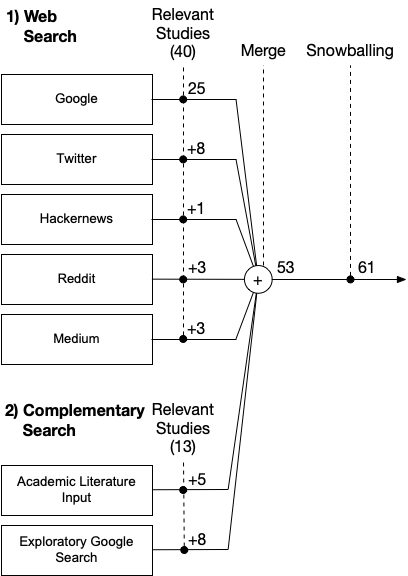 1) Web
Search
Relevant
Studies
(40)
Merge
Snowballing
Google
25
Twitter
+8
Hackernews
+1
Reddit
+3
+
53
61
Medium
+3
2) Complementary
Search
Relevant
Studies
(13)
Academic Literature
Input
+5
Exploratory Google
Search
+8